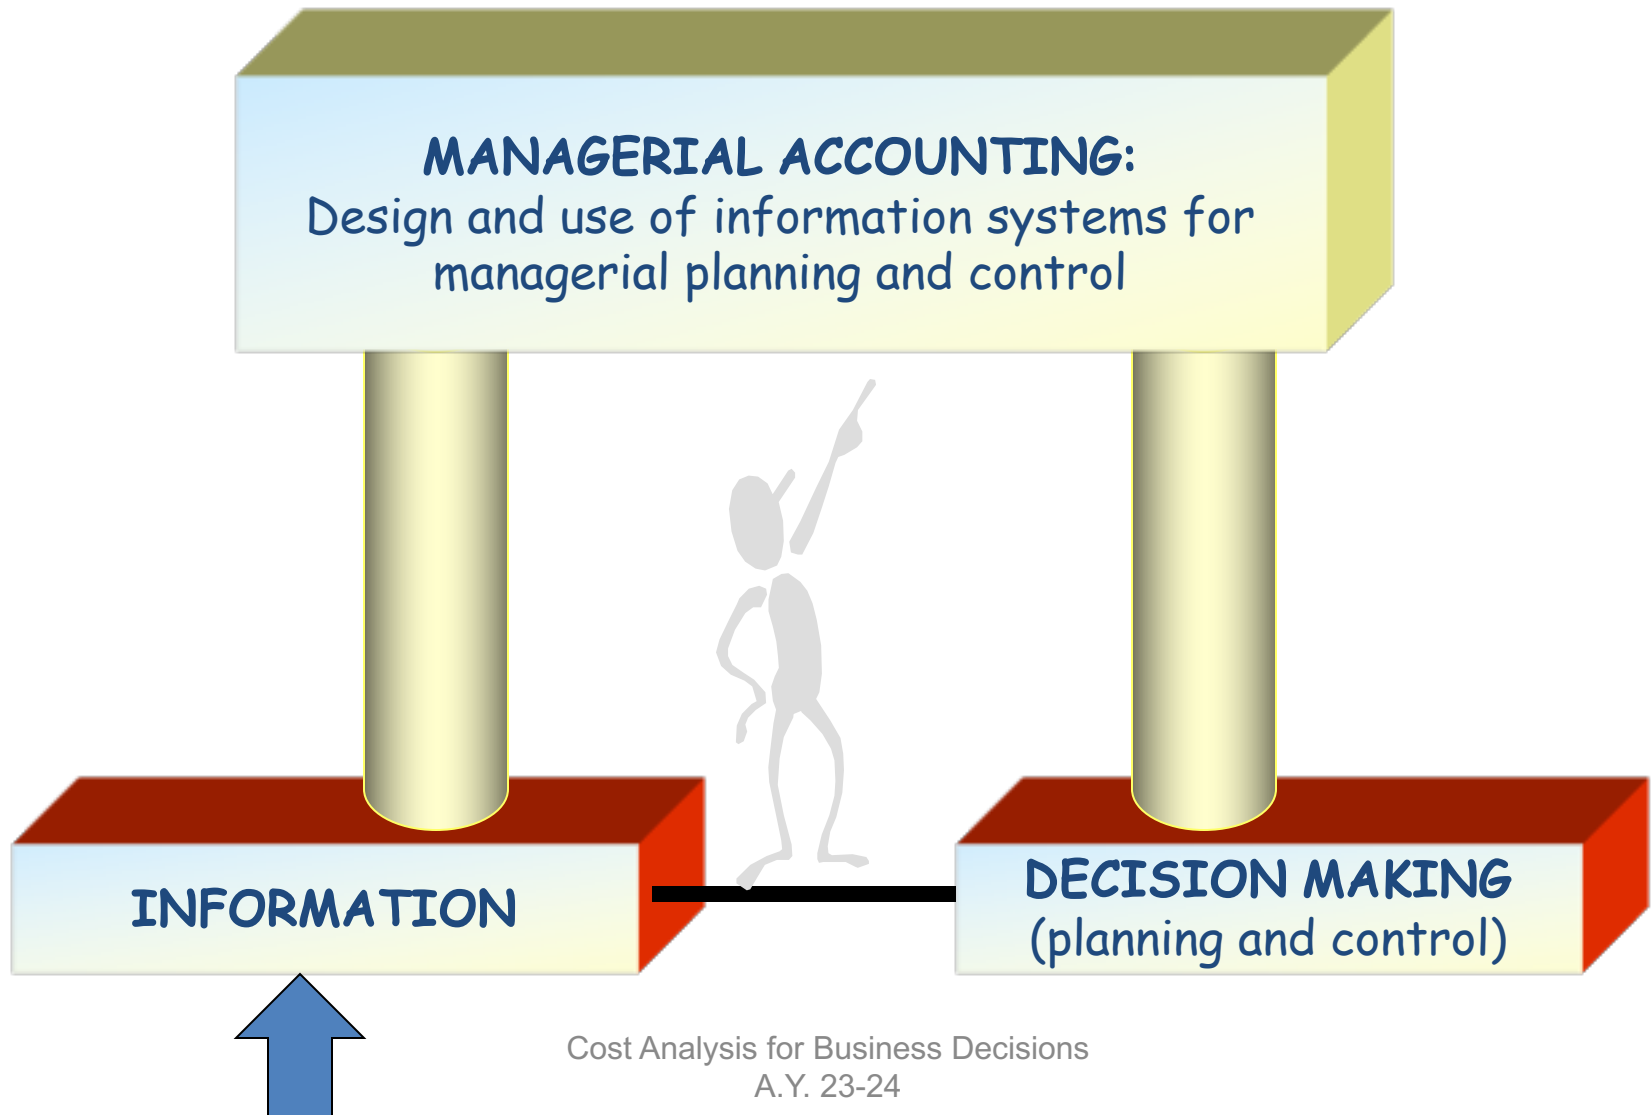 MANAGERIAL ACCOUNTING:
Design and use of information systems for
managerial planning and control
INFORMATION
DECISION MAKING
(planning and control)
Cost Analysis for Business Decisions
A.Y. 23-24